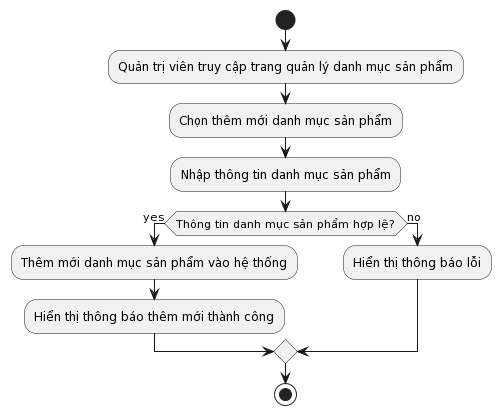 Quản trị viên truy cập trang quản lý danh mục sản phẩm
Chọn thêm mới danh mục sản phẩm
Nhập thông tin danh mục sản phẩm
yes
Thông tin danh mục sản phẩm hợp lệ?
no
Thêm mới danh mục sản phẩm vào hệ thống
Hiển thị thông báo lỗi
Hiển thị thông báo thêm mới thành công